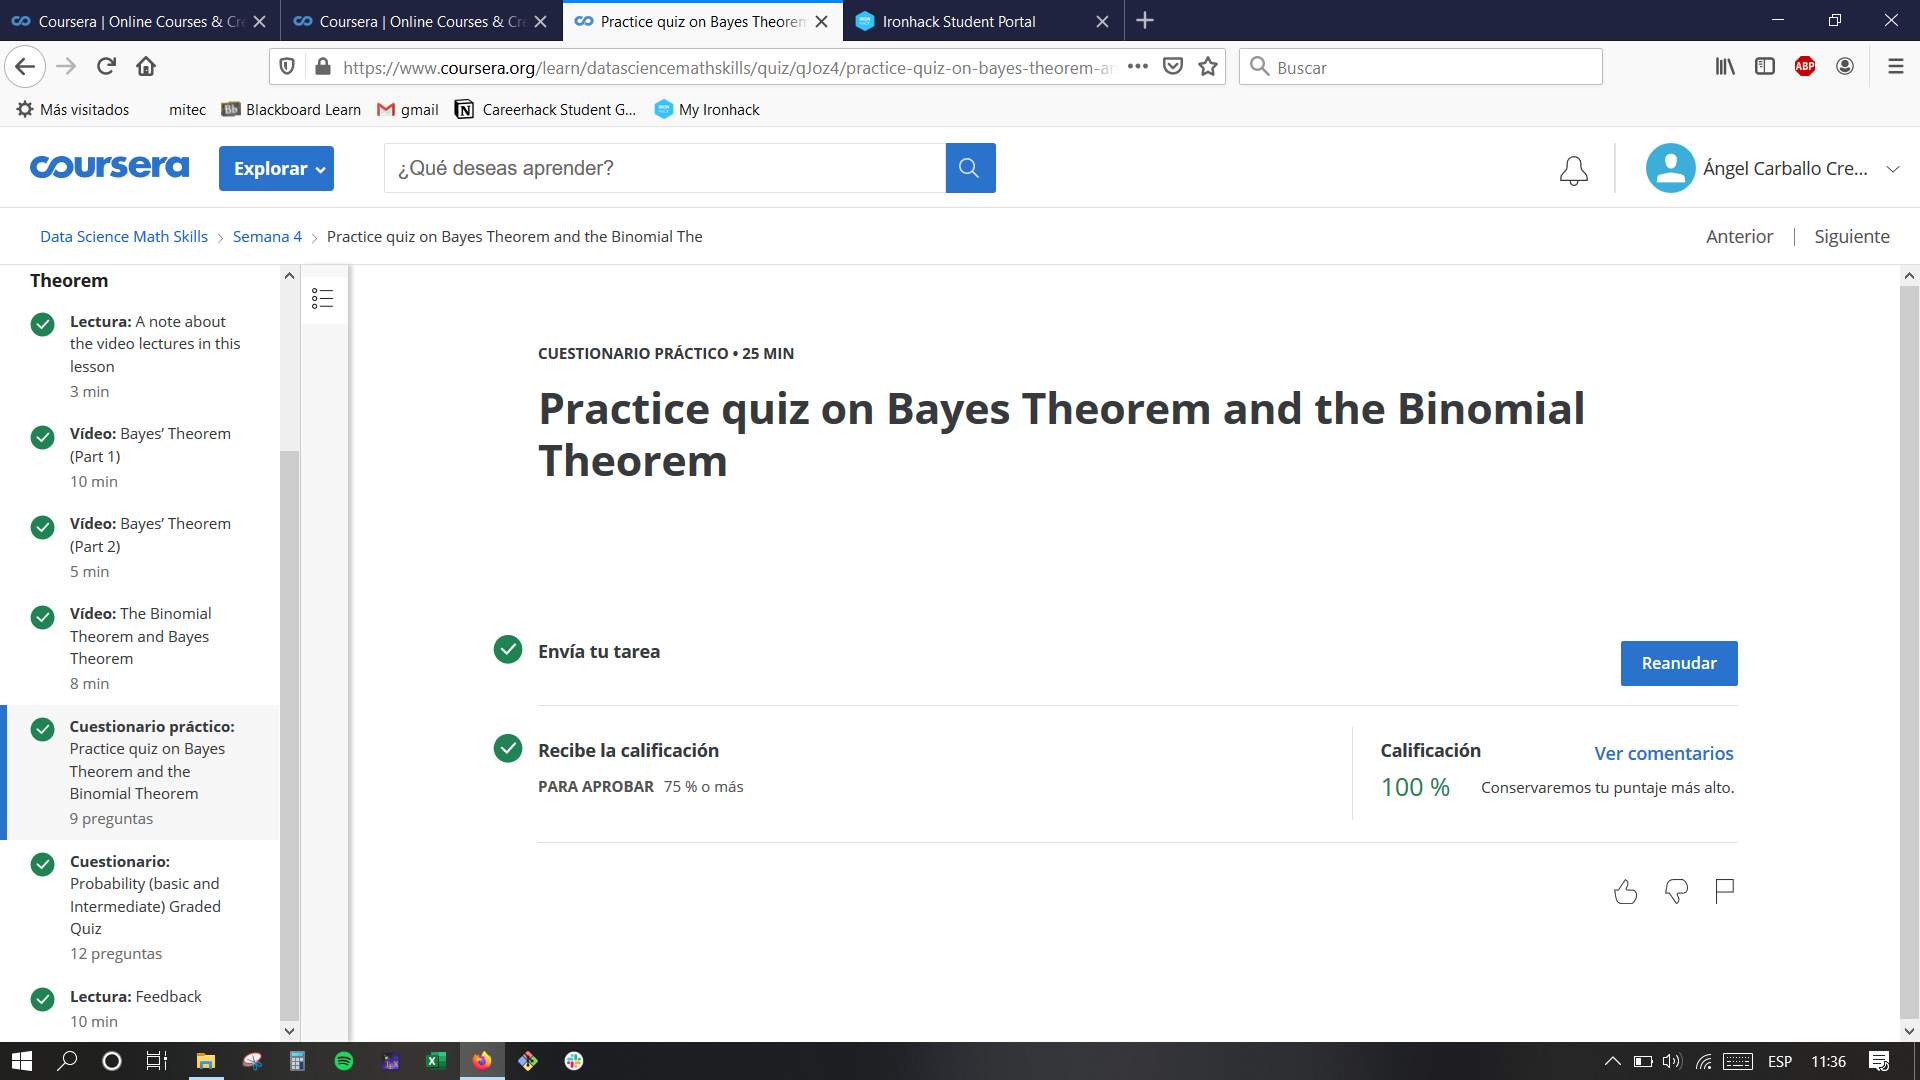 Coursera | Online Courses & Cre
Coursera | Online Courses & Cre
Practice quiz on Bayes Theorem
Ironhack Student Portal
https://www.coursera.org/learn/datasciencemathskills/quiz/qJoz4/practice-quiz-on-bayes-theorem-an
Buscar
ABP
Más visitados
mitec
Bb
Blackboard Learn
gmail
Careerhack Student G...
My Ironhack
coursera
Explorar
¿Qué deseas aprender?
Ángel Carballo Cre...
Data Science Math Skills
Semana 4
Practice quiz on Bayes Theorem and the Binomial The
Anterior
Siguiente
Theorem
Lectura: A note about
the video lectures in this
lesson
3 min
Vídeo: Bayes’ Theorem
(Part 1)
10 min
Vídeo: Bayes’ Theorem
(Part 2)
5 min
Vídeo: The Binomial
Theorem and Bayes
Theorem
8 min
Cuestionario práctico:
Practice quiz on Bayes
Theorem and the
Binomial Theorem
9 preguntas
Cuestionario:
Probability (basic and
Intermediate) Graded
Quiz
12 preguntas
Lectura: Feedback
10 min
CUESTIONARIO PRÁCTICO • 25 MIN
Practice quiz on Bayes Theorem and the Binomial
Theorem
Envía tu tarea
Reanudar
Recibe la calificación
PARA APROBAR 75 % o más
Calificación
Ver comentarios
100 %
Conservaremos tu puntaje más alto.
ESP
11:36